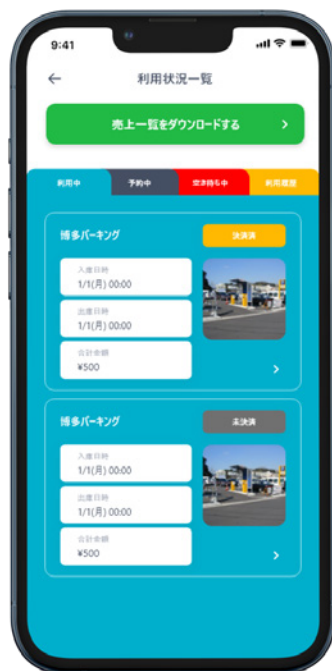 9:41
利用状況一覧
売上一覧をダウンロードする
利用中
予約中
空き待ち中
利用履歴
博多パーキング
決済済
入庫日時
1/1(月) 00:00
出庫日時
1/1(月) 00:00
合計金額
¥500
博多パーキング
未決済
入庫日時
1/1(月) 00:00
出庫日時
1/1(月) 00:00
合計金額
¥500